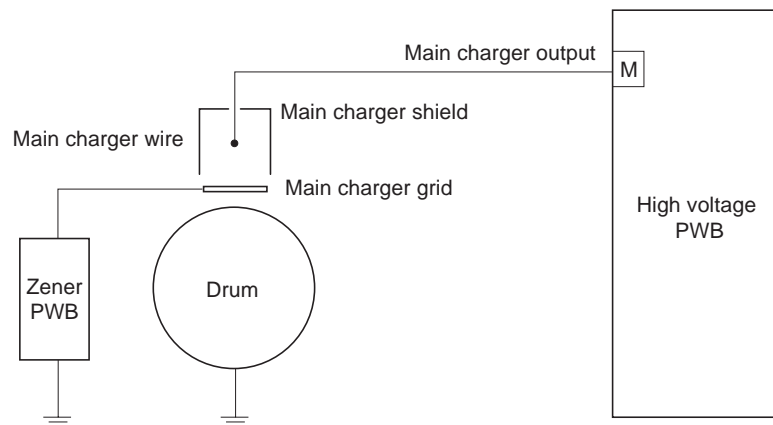 Main charger output
M
Main charger shield
Main charger wire
Main charger grid
High voltage
PWB
Zener
PWB
Drum